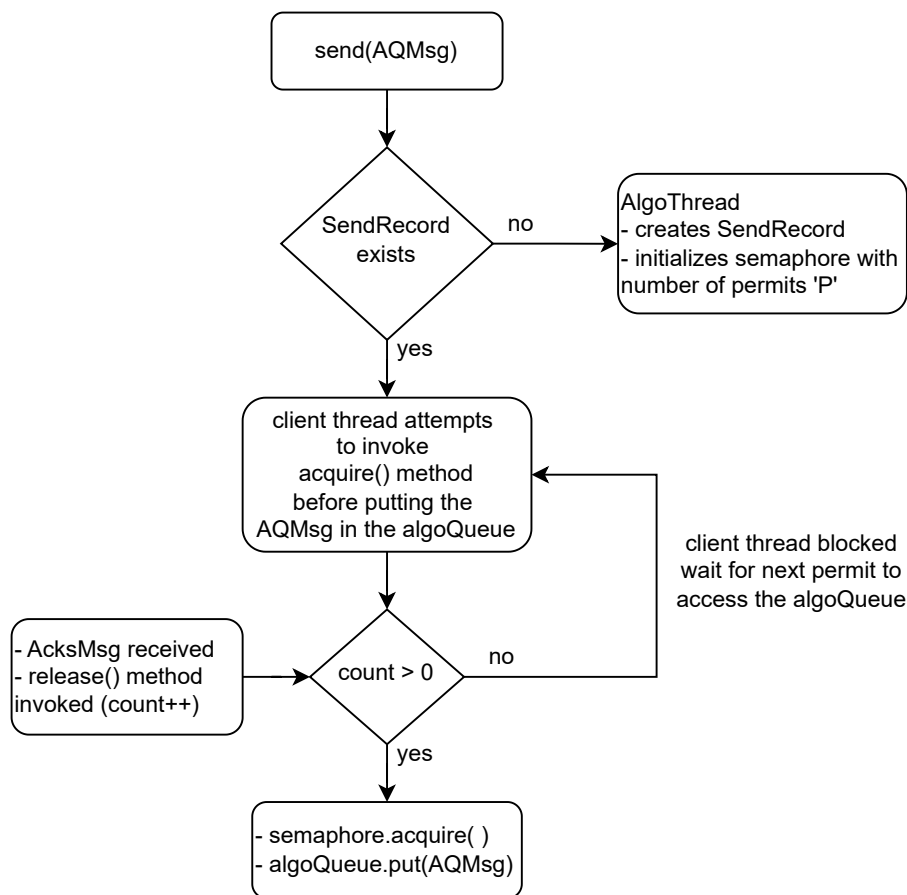 send(AQMsg)
SendRecord
exists
no
AlgoThread
- creates SendRecord
- initializes semaphore with
number of permits 'P'
yes
client thread attempts
to invoke
acquire() method
before putting the
AQMsg in the algoQueue
client thread blocked
wait for next permit to
access the algoQueue
- AcksMsg received
- release() method
invoked (count++)
count > 0
no
yes
- semaphore.acquire( )
- algoQueue.put(AQMsg)